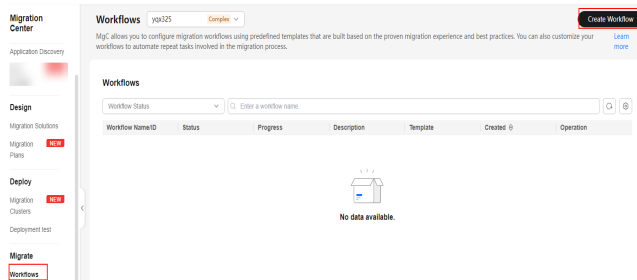 Migration
Center
Application Discovery
Design
Migration Solutions
Migration NEW
Plans
Deploy
Migration NEW
Clusters
Deployment test
Migrate
Workflows
Workflows yqx325 Complex
Create Workflow
MgC allows you to configure migration workflows using predefined templates that are built based on the proven migration experience and best practices. You can also customize your
workflows to automate repeat tasks involved in the migration process.
Learn
more
Workflows
Workflow Status Enter a workflow name.
Workflow Name/ID Status Progress Description Template Created Operation
No data available.